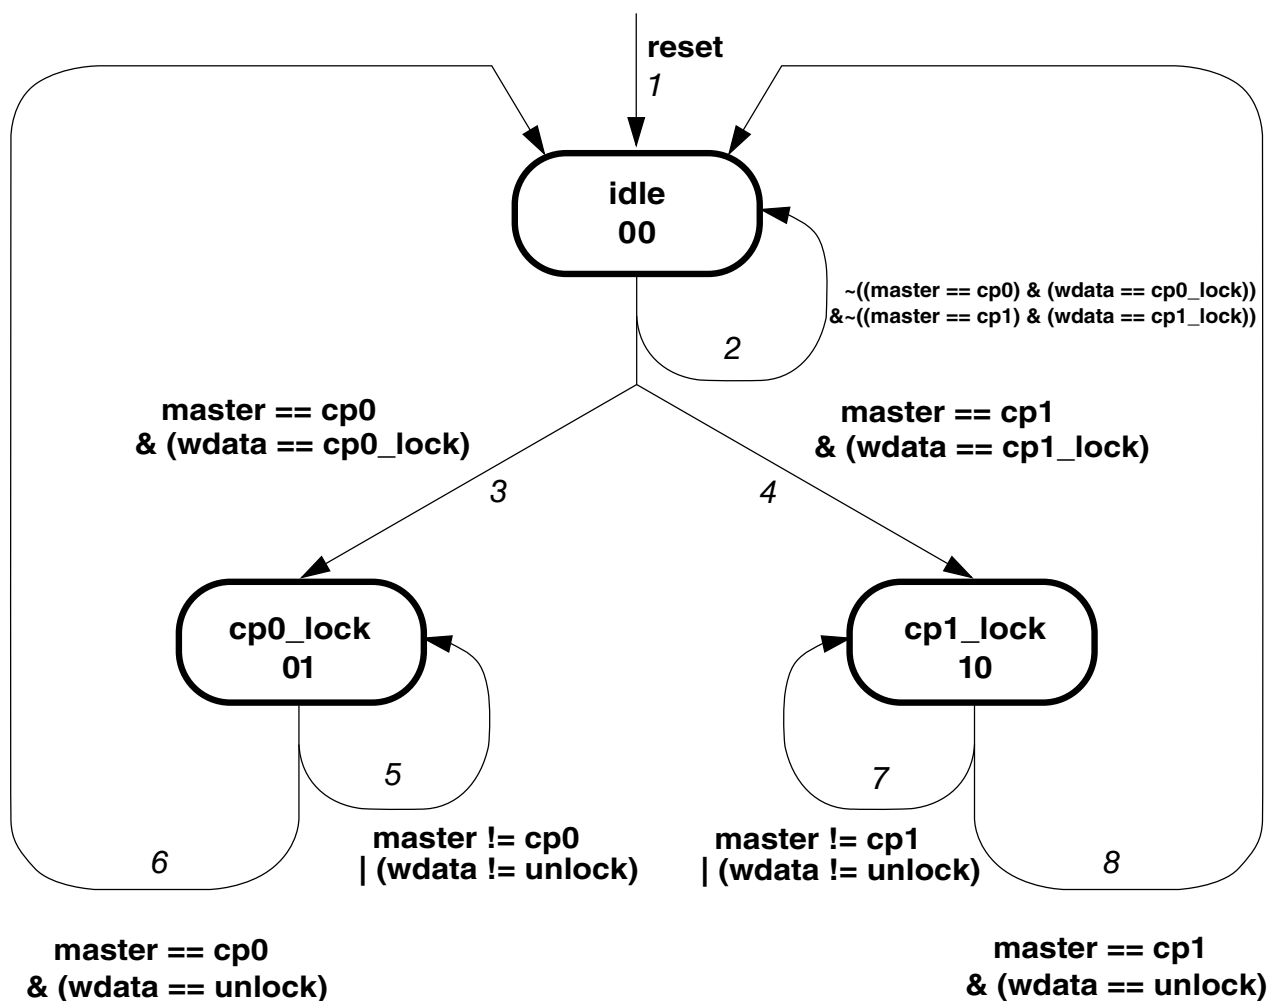 reset
1
idle
00
~((master == cp0) & (wdata == cp0_lock))
&~((master == cp1) & (wdata == cp1_lock))
2
master == cp0
& (wdata == cp0_lock)
master == cp1
& (wdata == cp1_lock)
3
4
cp0_lock
01
cp1_lock
10
5
7
master != cp0
| (wdata != unlock)
master != cp1
| (wdata != unlock)
6
8
master == cp0
& (wdata == unlock)
master == cp1
& (wdata == unlock)